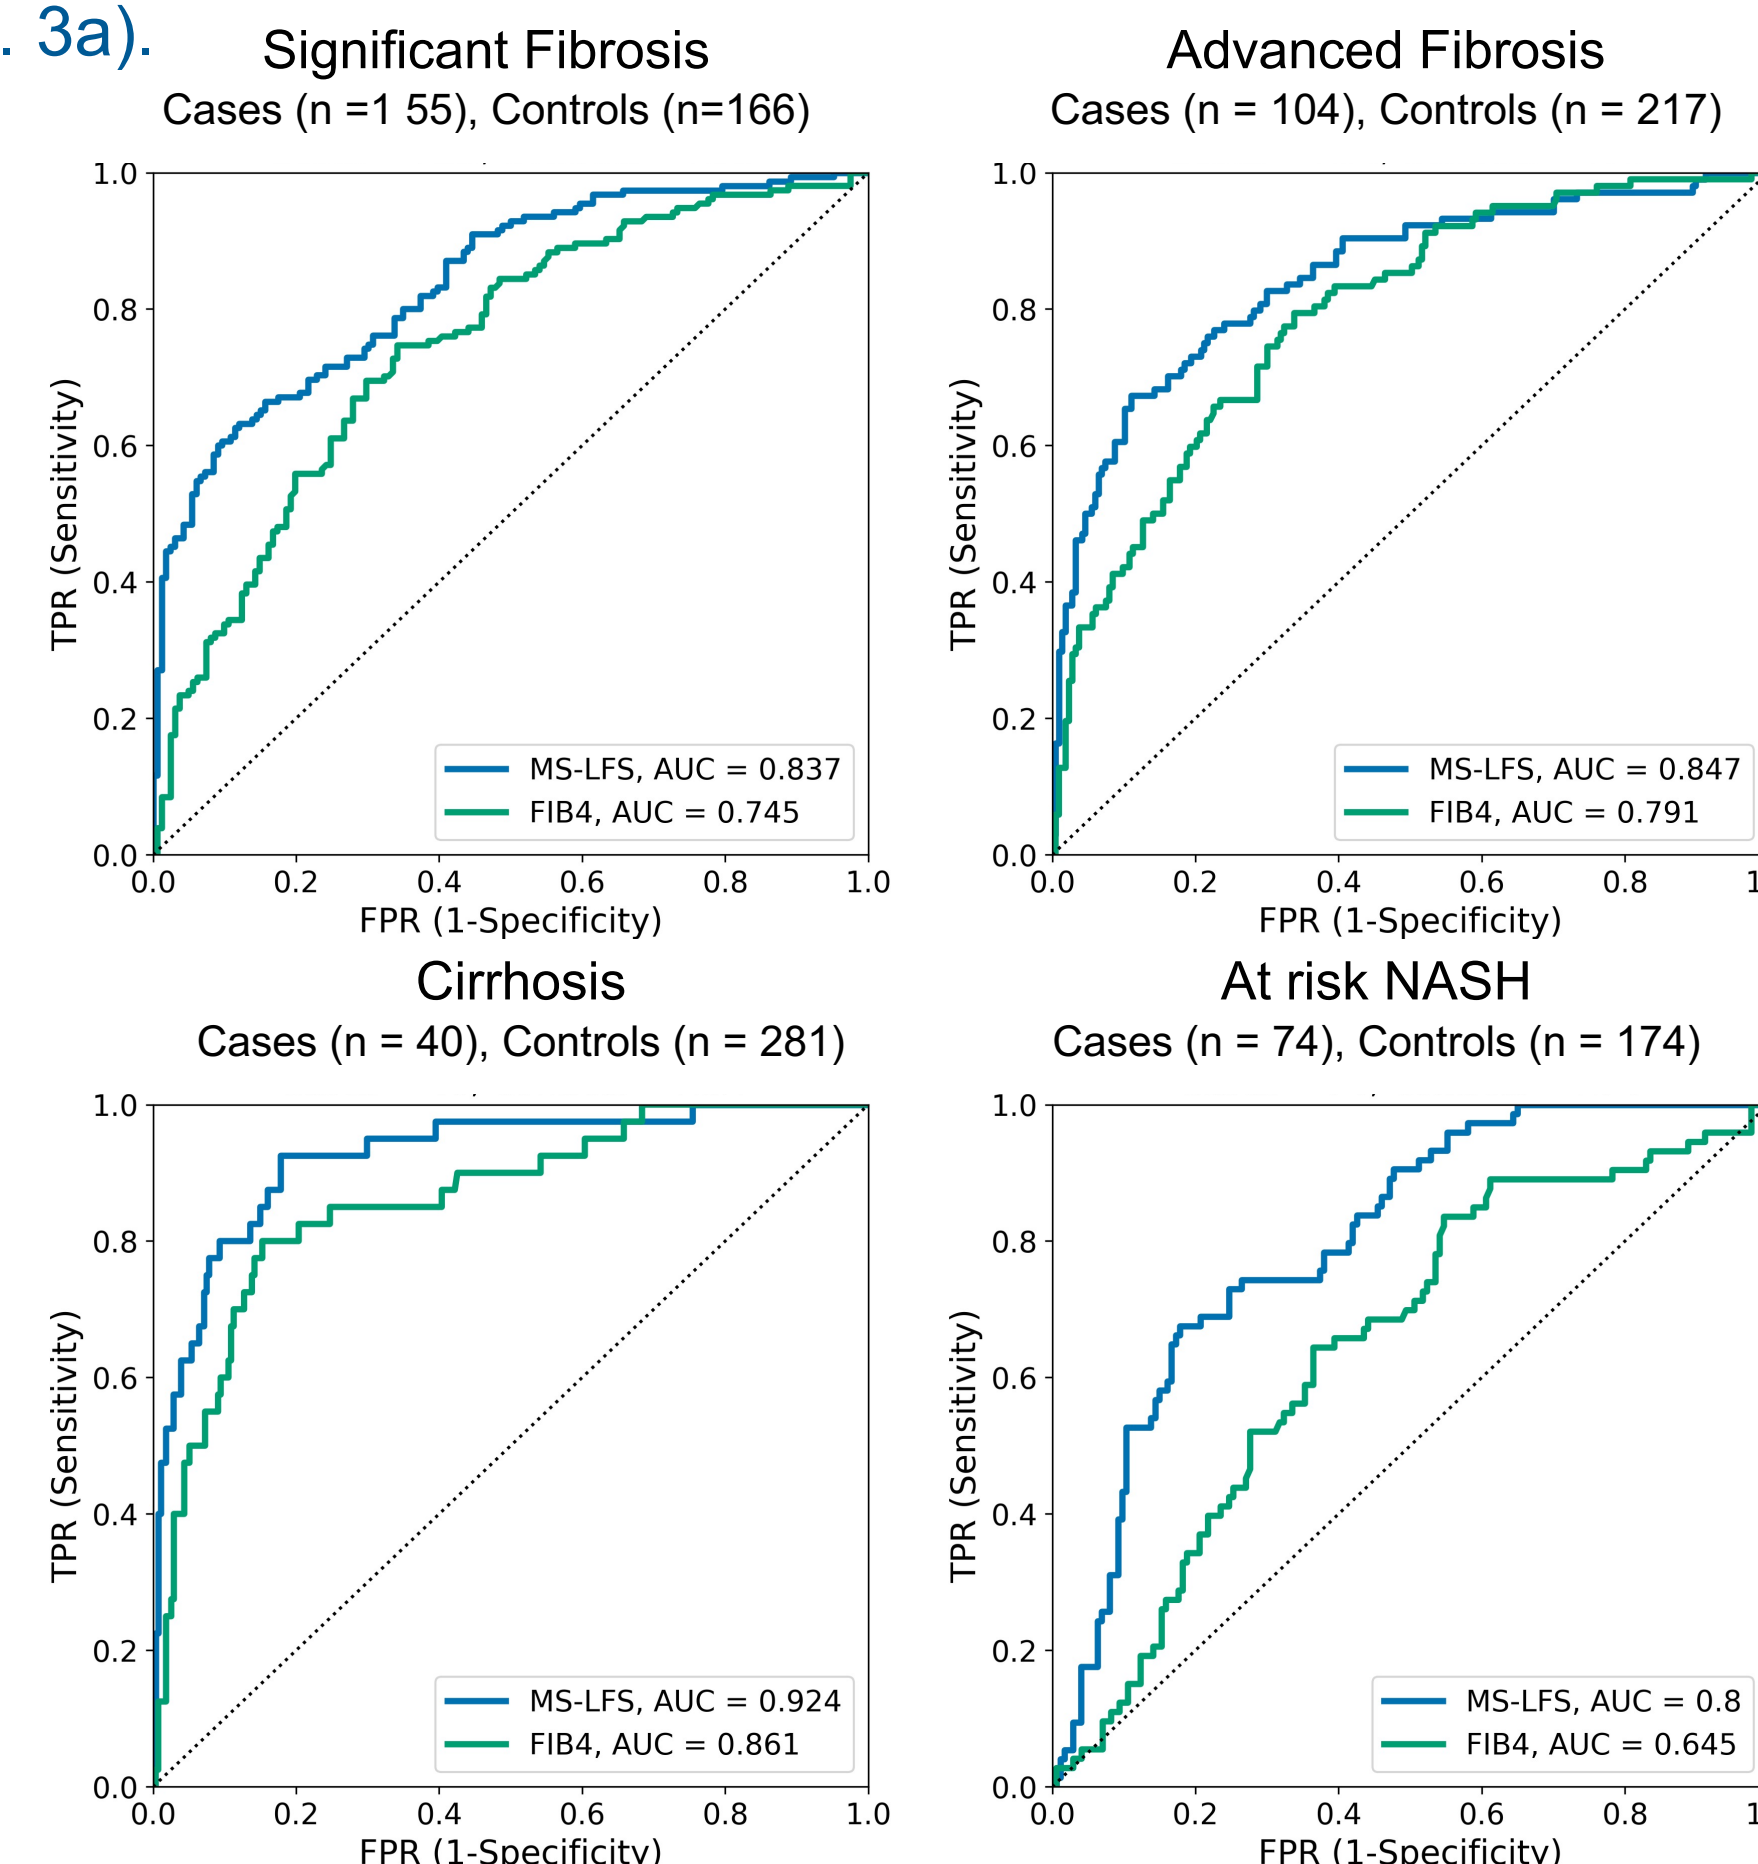 . 3a).
Significant Fibrosis
Cases (n =1 55), Controls (n=166)
1.0
0.8
0.6
0.4
0.2
0.0
TPR (Sensitivity)
MS-LFS, AUC = 0.837
FIB4, AUC = 0.745
0.0 0.2 0.4 0.6 0.8 1.0
FPR (1-Specificity)
Advanced Fibrosis
Cases (n = 104), Controls (n = 217)
1.0
0.8
0.6
0.4
0.2
0.0
TPR (Sensitivity)
MS-LFS, AUC = 0.847
FIB4, AUC = 0.791
0.0 0.2 0.4 0.6 0.8 1
FPR (1-Specificity)
Cirrhosis
Cases (n = 40), Controls (n = 281)
1.0
0.8
0.6
0.4
0.2
0.0
TPR (Sensitivity)
MS-LFS, AUC = 0.924
FIB4, AUC = 0.861
0.0 0.2 0.4 0.6 0.8 1.0
FPR (1-Specificity)
At risk NASH
Cases (n = 74), Controls (n = 174)
1.0
0.8
0.6
0.4
0.2
0.0
TPR (Sensitivity)
MS-LFS, AUC = 0.8
FIB4, AUC = 0.645
0.0 0.2 0.4 0.6 0.8 1
FPR (1-Specificity)